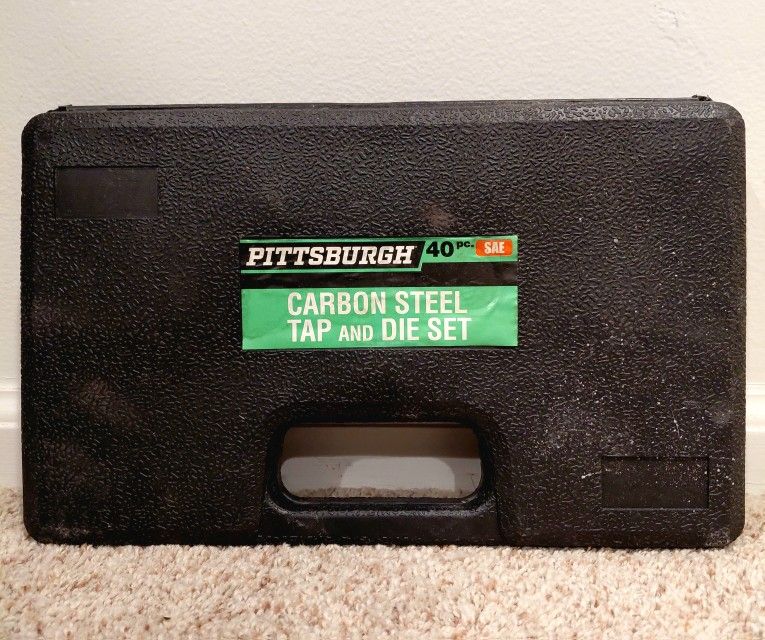 PITTSBURGH 40 pc. SAE
CARBON STEEL
TAP AND DIE SET